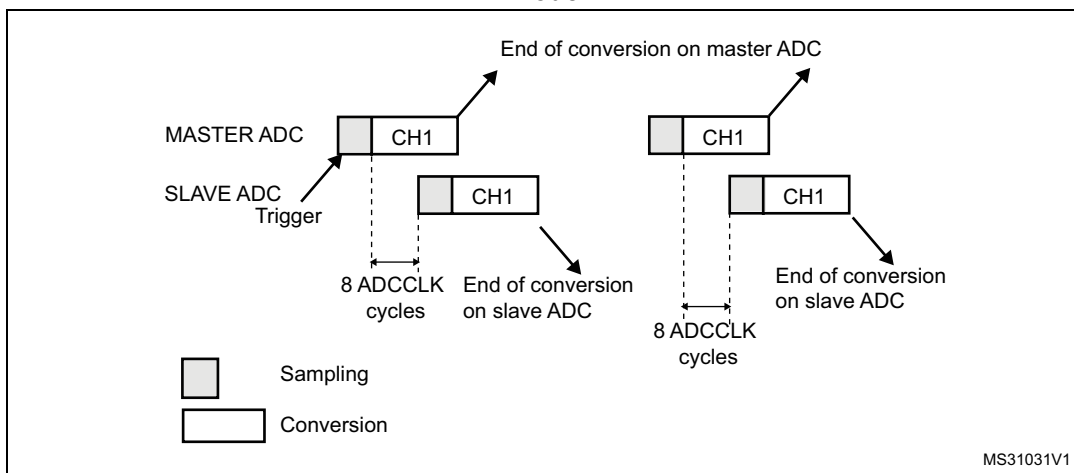 End of conversion on master ADC
MASTER ADC
CH1
CH1
SLAVE ADC
Trigger
CH1
CH1
8 ADCCLK
cycles
End of conversion
on slave ADC
8 ADCCLK
cycles
End of conversion
on slave ADC
Sampling
Conversion
MS31031V1